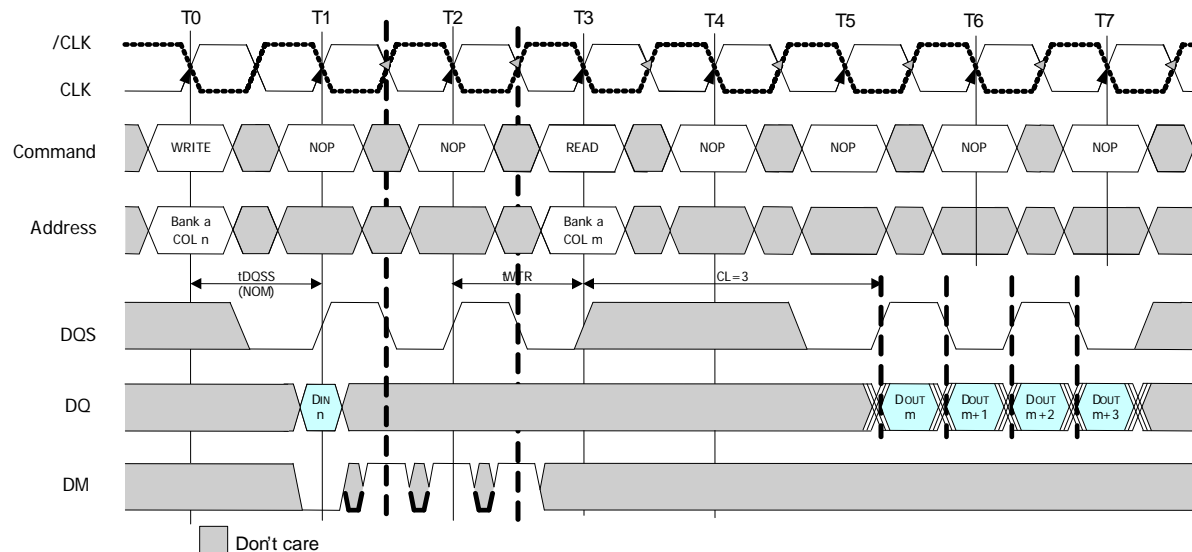 T0 T1 T2 T3 T4 T5 T6 T7
/CLK
CLK
Command WRITE NOP NOP READ NOP NOP NOP NOP
Address Bank a COL n Bank a COL m
tDQSS (NOM) tWTR CL=3
DQS
DQ DIN n DOUT m DOUT m+1 DOUT m+2 DOUT m+3
DM
Don't care